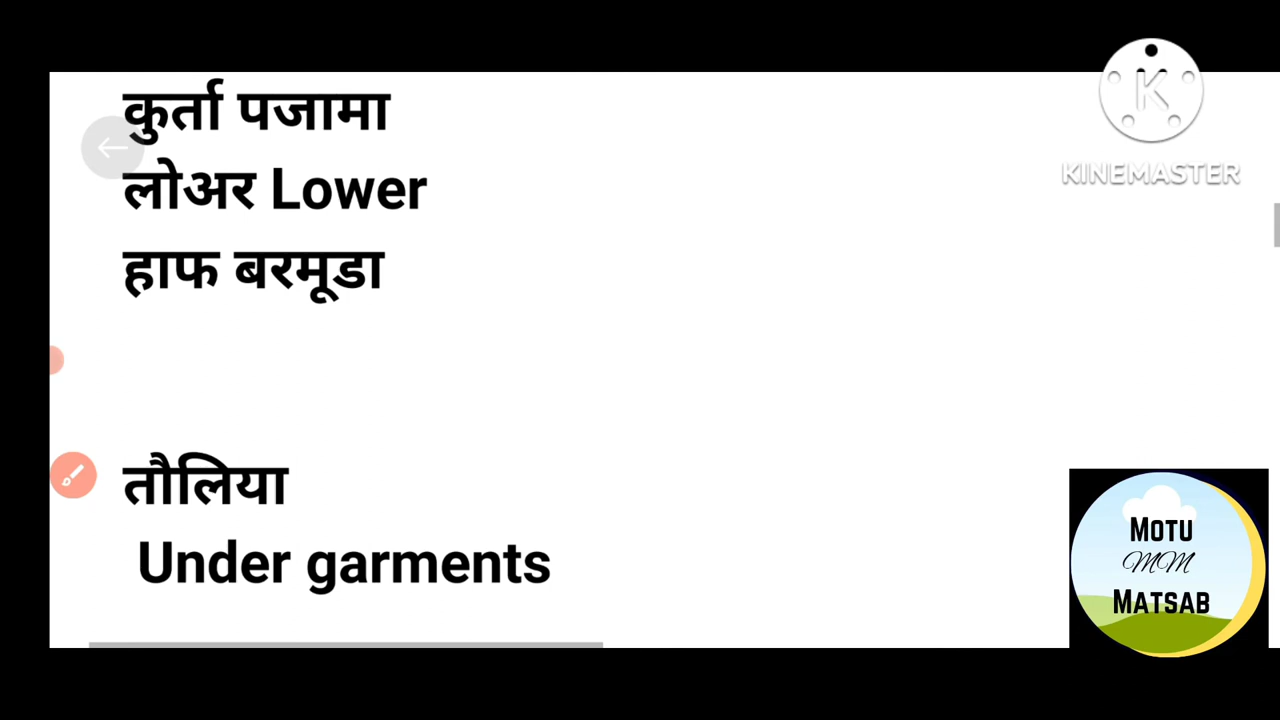 कुर्ता पजामा
लोअर Lower
हाफ बरमूडा
तौलिया
Under garments
K
KINEMASTER
MOTU
MM
MATSAB